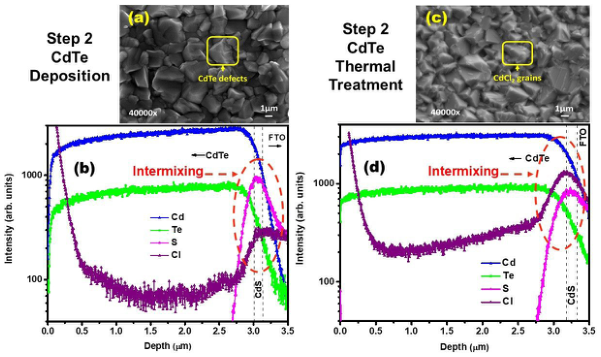 Step 2
CdTe
Deposition
(a)
CdTe defects
40000x
1µm
Step 2
CdTe
Thermal
Treatment
(c)
CdCl₂ grains
40000x
1µm
(b)
CdTe
FTO
Intermixing
Cd
Te
S
Cl
CdS
1000
100
Intensity (arb. units)
0.0 0.5 1.0 1.5 2.0 2.5 3.0 3.5
Depth (µm)
(d)
CdTe
FTO
Intermixing
Cd
Te
S
Cl
CdS
1000
100
Intensity (arb. units)
0.0 0.5 1.0 1.5 2.0 2.5 3.0 3.5
Depth (µm)